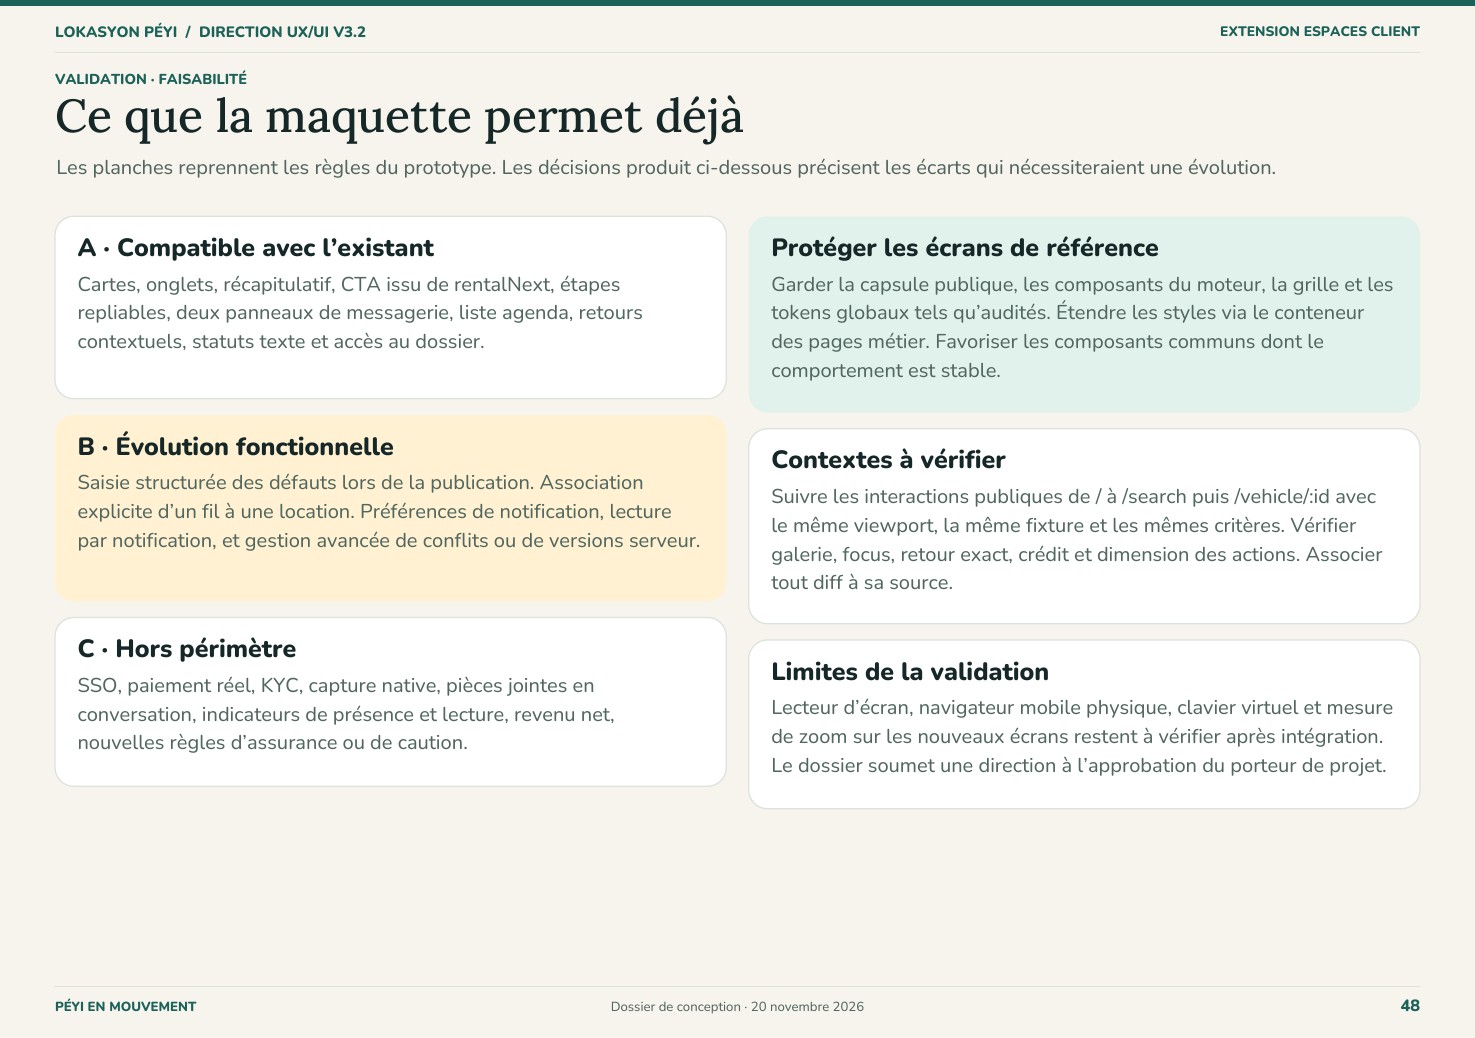 LOKASYON PÉYI / DIRECTION UX/UI V3.2
EXTENSION ESPACES CLIENT
VALIDATION · FAISABILITÉ
Ce que la maquette permet déjà
Les planches reprennent les règles du prototype. Les décisions produit ci-dessous précisent les écarts qui nécessiteraient une évolution.
A · Compatible avec l’existant
Cartes, onglets, récapitulatif, CTA issu de rentalNext, étapes
repliables, deux panneaux de messagerie, liste agenda, retours
contextuels, statuts texte et accès au dossier.
B · Évolution fonctionnelle
Saisie structurée des défauts lors de la publication. Association
explicite d’un fil à une location. Préférences de notification, lecture
par notification, et gestion avancée de conflits ou de versions serveur.
C · Hors périmètre
SSO, paiement réel, KYC, capture native, pièces jointes en
conversation, indicateurs de présence et lecture, revenu net,
nouvelles règles d’assurance ou de caution.
Protéger les écrans de référence
Garder la capsule publique, les composants du moteur, la grille et les
tokens globaux tels qu’audités. Étendre les styles via le conteneur
des pages métier. Favoriser les composants communs dont le
comportement est stable.
Contextes à vérifier
Suivre les interactions publiques de / à /search puis /vehicle/:id avec
le même viewport, la même fixture et les mêmes critères. Vérifier
galerie, focus, retour exact, crédit et dimension des actions. Associer
tout diff à sa source.
Limites de la validation
Lecteur d’écran, navigateur mobile physique, clavier virtuel et mesure
de zoom sur les nouveaux écrans restent à vérifier après intégration.
Le dossier soumet une direction à l’approbation du porteur de projet.
PÉYI EN MOUVEMENT
Dossier de conception · 20 novembre 2026
48